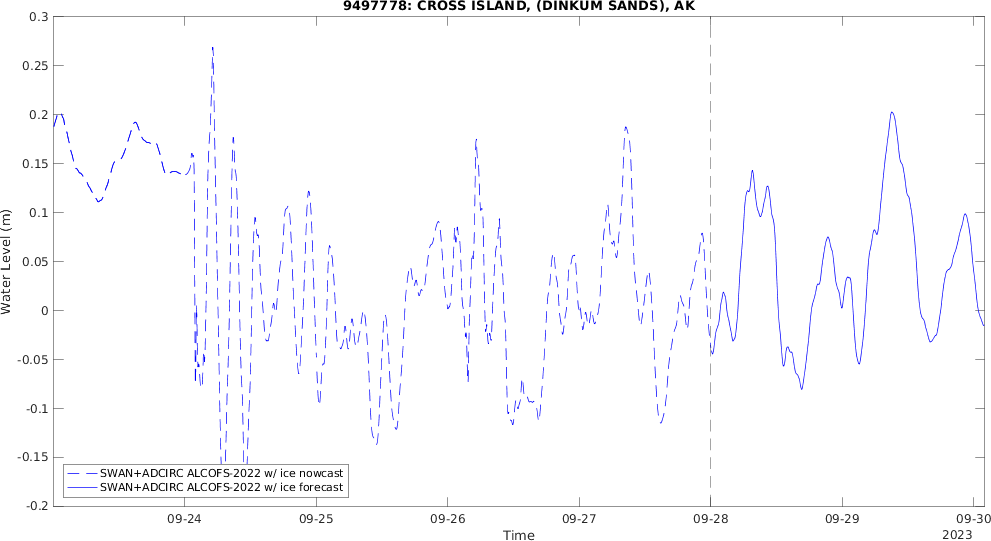 9497778: CROSS ISLAND, (DINKUM SANDS), AK
0.3
0.25
0.2
0.15
0.1
0.05
0
-0.05
-0.1
-0.15
-0.2
Water Level (m)
SWAN+ADCIRC ALCOFS-2022 w/ ice nowcast
SWAN+ADCIRC ALCOFS-2022 w/ ice forecast
09-24 09-25 09-26 09-27 09-28 09-29 09-30
Time
2023